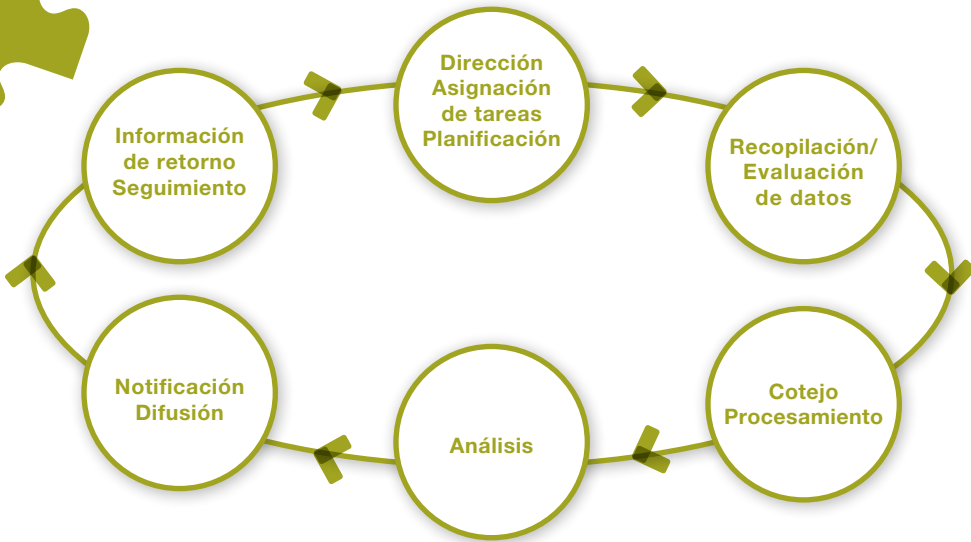 Dirección
Asignación
de tareas
Planificación
Recopilación/
Evaluación
de datos
Cotejo
Procesamiento
Análisis
Notificación
Difusión
Información
de retorno
Seguimiento